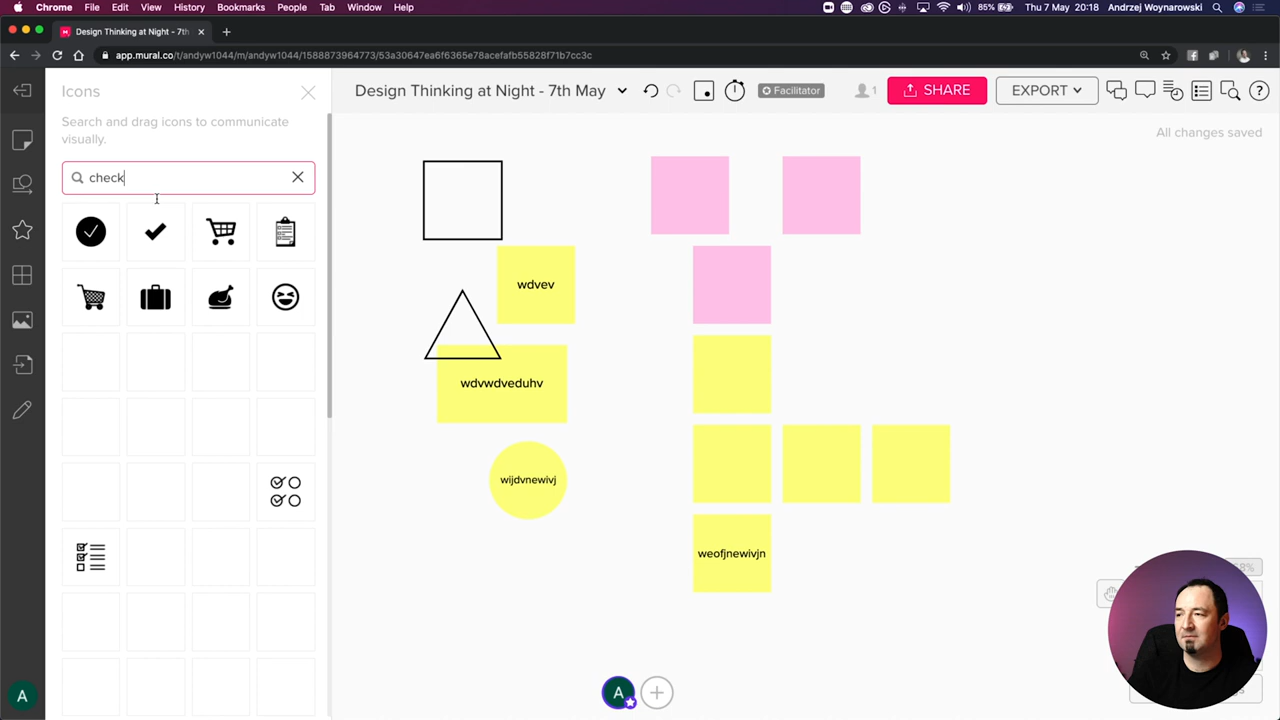 Chrome File Edit View History Bookmarks People Tab Window Help
85% Thu 7 May 20:18 Andrzej Woynarowski
Design Thinking at Night - 7th
app.mural.co/t/andyw1044/m/andyw1044/1588873964773/53a30647ea6f6365e78acefafb55828f71b7cc3c
Icons
Search and drag icons to communicate
visually.
check
Design Thinking at Night - 7th May
Facilitator
1
SHARE
EXPORT
All changes saved
wdvev
wdvwdveduhv
wijdvnewivj
weofjnewivjn
A
A